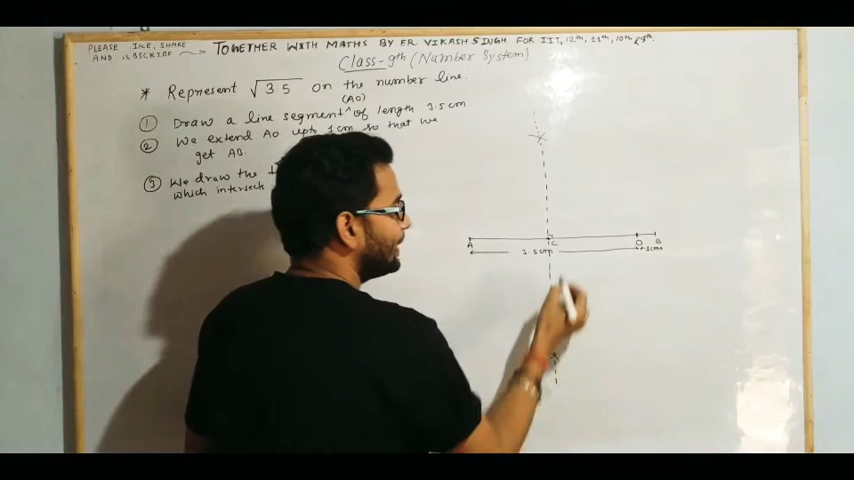 PLEASE LIKE, SHARE
AND SUBSCRIBE → TOGETHER WITH MATHS BY ER VIKASH SINGH FOR IIT, 12th, 11th, 10th & 9th.
Class-9th (Number System)
* Represent √35 on the number line.
(AO)
① Draw a line segment ^ of length 3.5 cm
② We extend AO upto 1cm so that we
get AB.
③ We draw the
which intersect
A C O B
3.5 cm 1cm